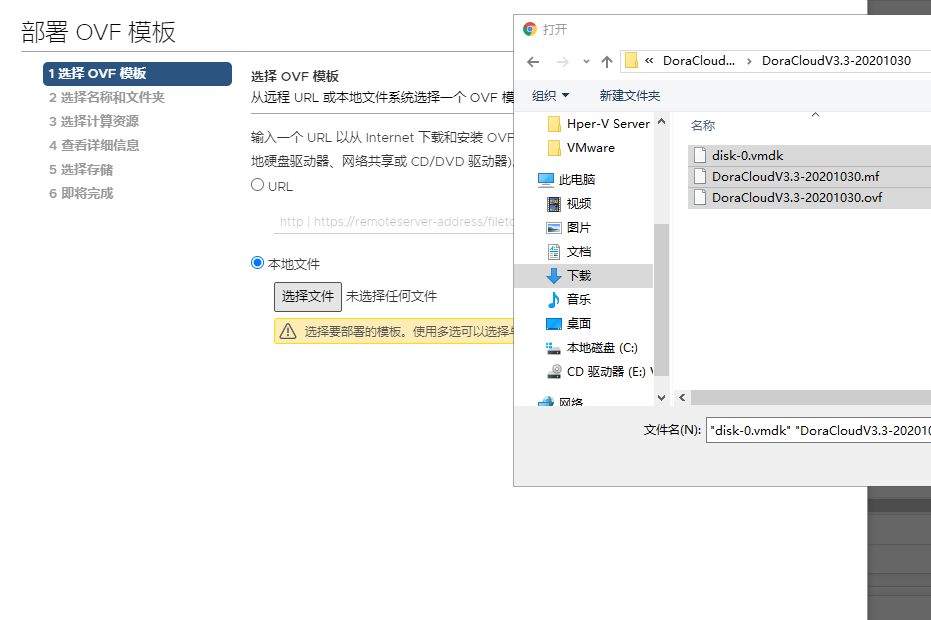 部署 OVF 模板
1 选择 OVF 模板
2 选择名称和文件夹
3 选择计算资源
4 查看详细信息
5 选择存储
6 即将完成
选择 OVF 模板
从远程 URL 或本地文件系统选择一个 OVF 模
输入一个 URL 以从 Internet 下载和安装 OVF
地硬盘驱动器、网络共享或 CD/DVD 驱动器)
URL
http | https://remoteserver-address/fileto
本地文件
选择文件 未选择任何文件
选择要部署的模板。使用多选可以选择与
打开
« DoraCloud... › DoraCloudV3.3-20201030
组织 新建文件夹
Hper-V Server
VMware
此电脑
视频
图片
文档
下载
音乐
桌面
本地磁盘 (C:)
CD 驱动器 (E:) V
网络
名称
disk-0.vmdk
DoraCloudV3.3-20201030.mf
DoraCloudV3.3-20201030.ovf
文件名(N): "disk-0.vmdk" "DoraCloudV3.3-202010